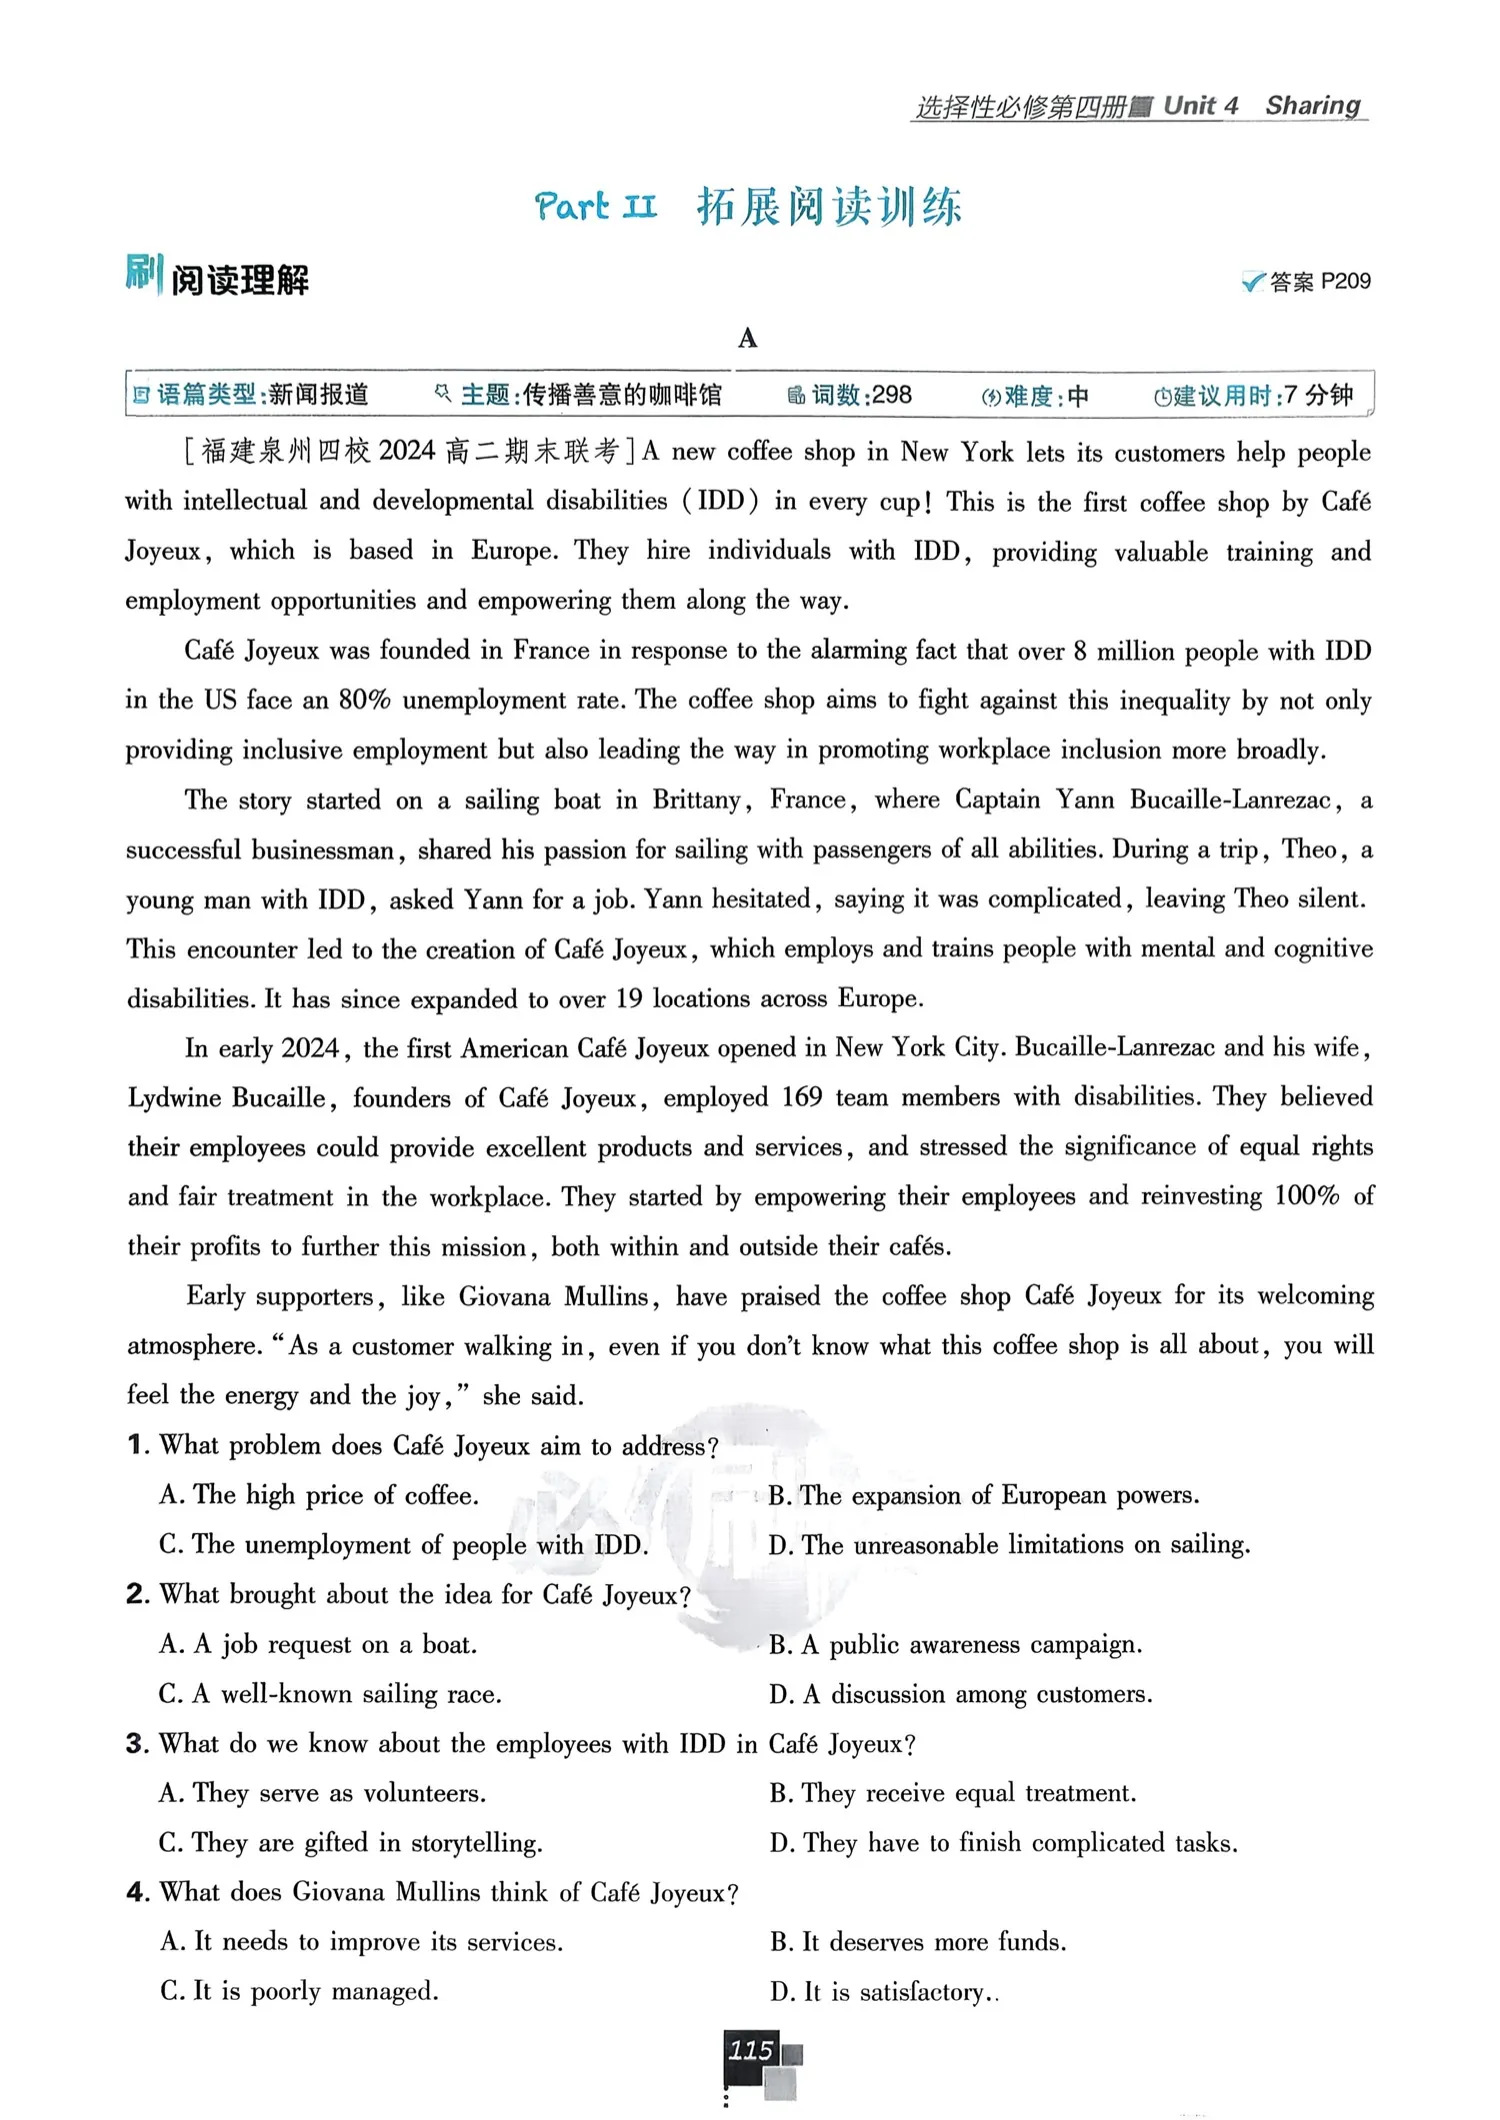 选择性必修第四册 Unit 4 Sharing
Part II 拓展阅读训练
刷 阅读理解
答案 P209
A
语篇类型:新闻报道 主题:传播善意的咖啡馆 词数:298 难度:中 建议用时:7 分钟
[福建泉州四校 2024 高二期末联考]A new coffee shop in New York lets its customers help people
with intellectual and developmental disabilities (IDD) in every cup! This is the first coffee shop by Café
Joyeux, which is based in Europe. They hire individuals with IDD, providing valuable training and
employment opportunities and empowering them along the way.
Café Joyeux was founded in France in response to the alarming fact that over 8 million people with IDD
in the US face an 80% unemployment rate. The coffee shop aims to fight against this inequality by not only
providing inclusive employment but also leading the way in promoting workplace inclusion more broadly.
The story started on a sailing boat in Brittany, France, where Captain Yann Bucaille-Lanrezac, a
successful businessman, shared his passion for sailing with passengers of all abilities. During a trip, Theo, a
young man with IDD, asked Yann for a job. Yann hesitated, saying it was complicated, leaving Theo silent.
This encounter led to the creation of Café Joyeux, which employs and trains people with mental and cognitive
disabilities. It has since expanded to over 19 locations across Europe.
In early 2024, the first American Café Joyeux opened in New York City. Bucaille-Lanrezac and his wife,
Lydwine Bucaille, founders of Café Joyeux, employed 169 team members with disabilities. They believed
their employees could provide excellent products and services, and stressed the significance of equal rights
and fair treatment in the workplace. They started by empowering their employees and reinvesting 100% of
their profits to further this mission, both within and outside their cafés.
Early supporters, like Giovana Mullins, have praised the coffee shop Café Joyeux for its welcoming
atmosphere. "As a customer walking in, even if you don't know what this coffee shop is all about, you will
feel the energy and the joy," she said.
1. What problem does Café Joyeux aim to address?
A. The high price of coffee. B. The expansion of European powers.
C. The unemployment of people with IDD. D. The unreasonable limitations on sailing.
2. What brought about the idea for Café Joyeux?
A. A job request on a boat. B. A public awareness campaign.
C. A well-known sailing race. D. A discussion among customers.
3. What do we know about the employees with IDD in Café Joyeux?
A. They serve as volunteers. B. They receive equal treatment.
C. They are gifted in storytelling. D. They have to finish complicated tasks.
4. What does Giovana Mullins think of Café Joyeux?
A. It needs to improve its services. B. It deserves more funds.
C. It is poorly managed. D. It is satisfactory..
必刷
115